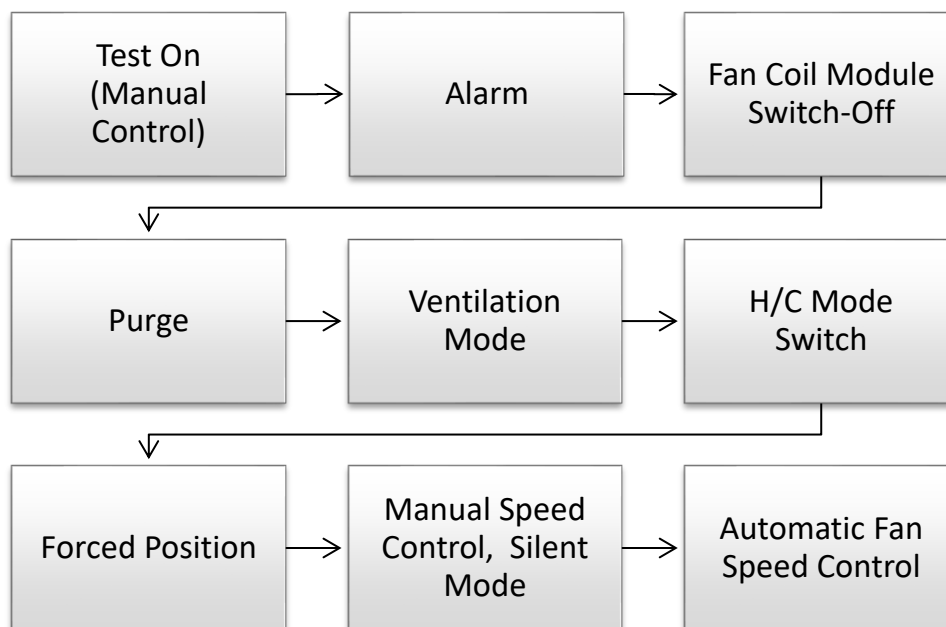 Test On
(Manual
Control)
Alarm
Fan Coil Module
Switch-Off
Purge
Ventilation
Mode
H/C Mode
Switch
Forced Position
Manual Speed
Control,  Silent
Mode
Automatic Fan
Speed Control